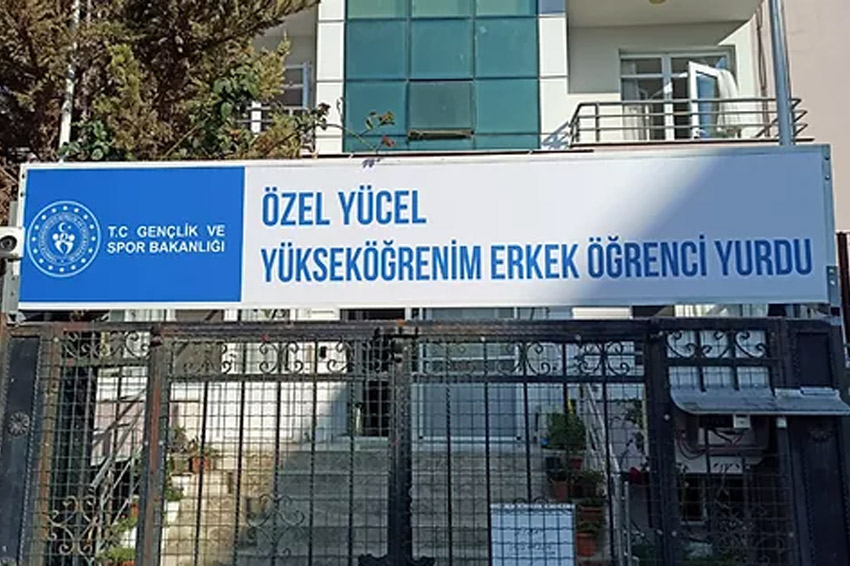 T.C GENÇLİK VE
SPOR BAKANLIĞI
ÖZEL YÜCEL
YÜKSEKÖĞRENİM ERKEK ÖĞRENCİ YURDU